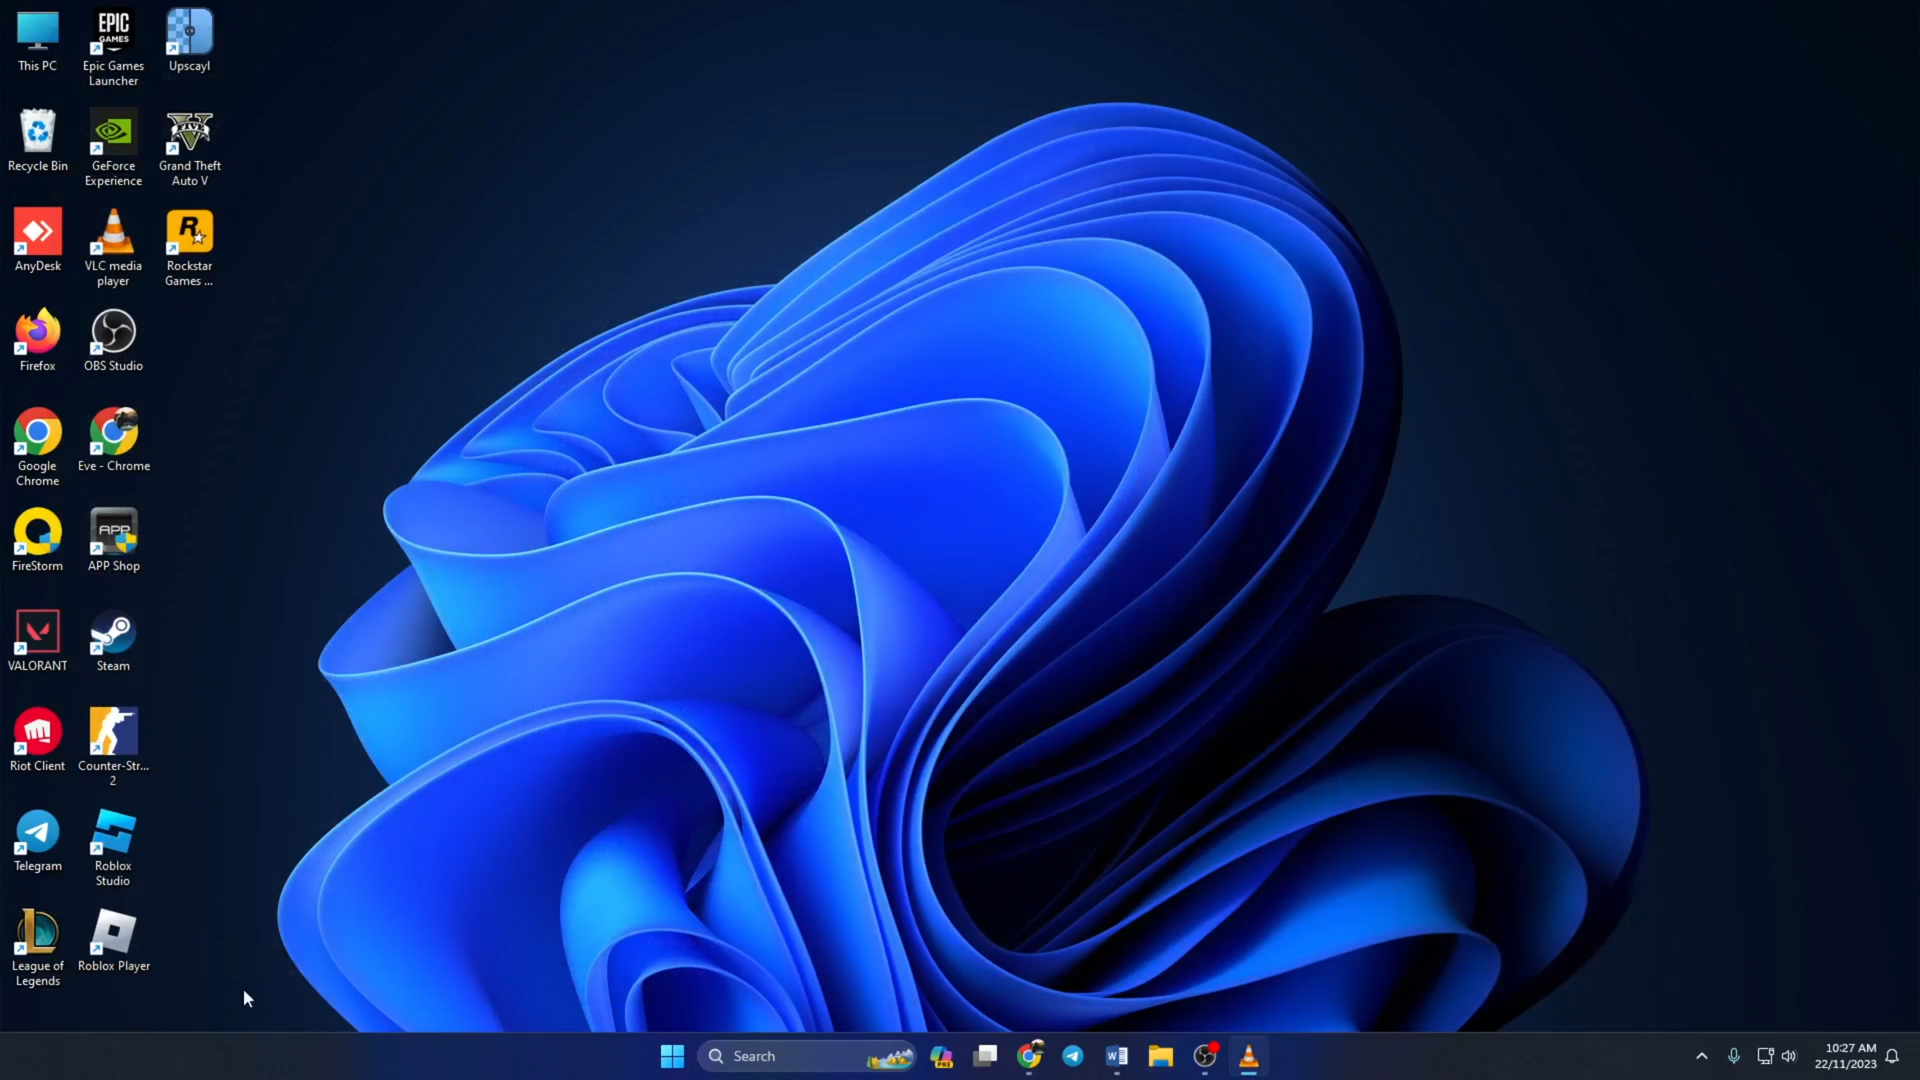 This PC
EPIC
GAMES
Epic Games
Launcher
Upscayl
Recycle Bin
GeForce
Experience
FIVE
Grand Theft
Auto V
AnyDesk
VLC media
player
R
Rockstar
Games ...
Firefox
OBS Studio
Google
Chrome
Eve - Chrome
FireStorm
APP
APP Shop
VALORANT
Steam
Riot Client
Counter-Str...
2
Telegram
Roblox
Studio
League of
Legends
Roblox Player
Search
PRE
W
10:27 AM
22/11/2023